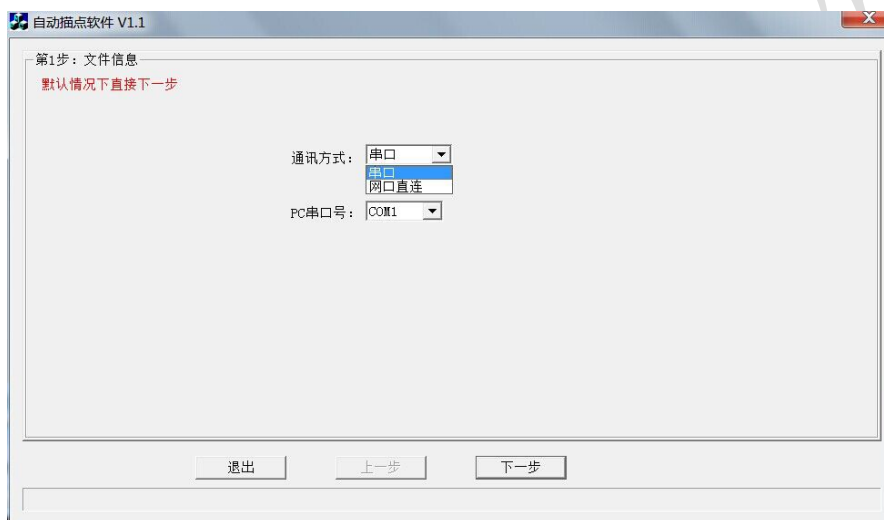 自动描点软件 V1.1
第1步：文件信息
默认情况下直接下一步
通讯方式： 串口
串口
网口直连
PC串口号： COM1
退出 上一步 下一步